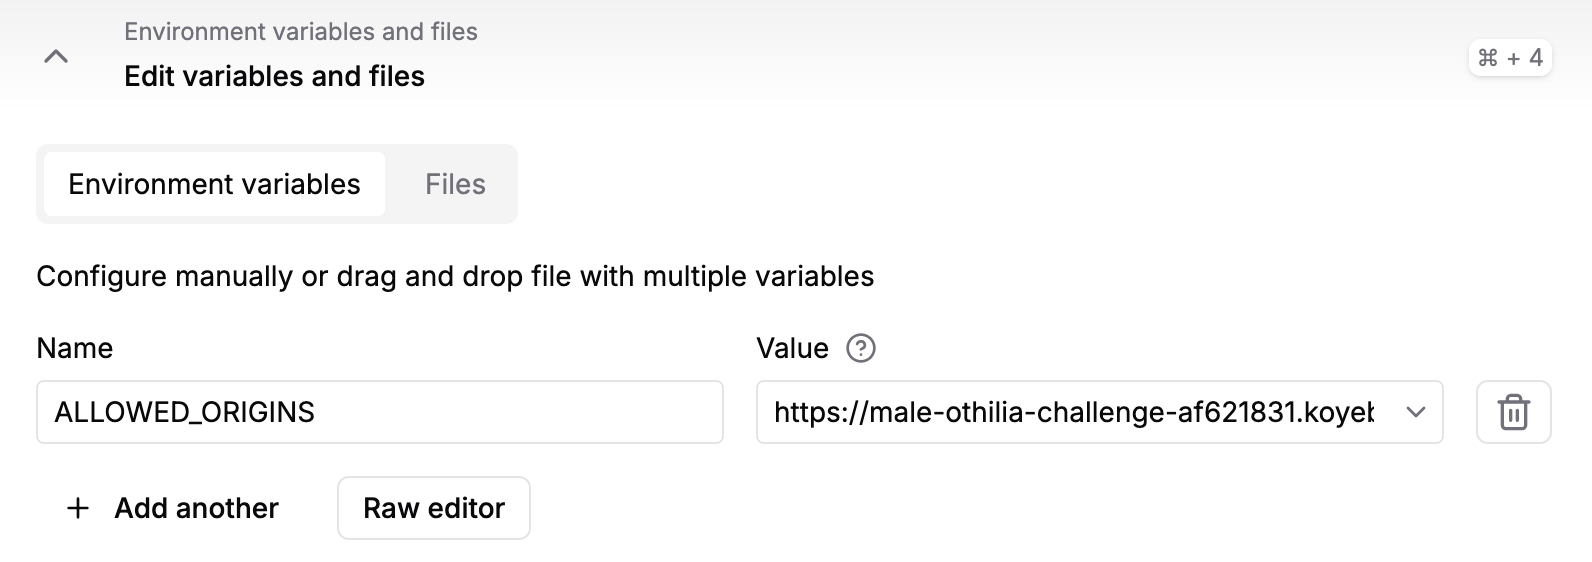 Environment variables and files
Edit variables and files
⌘ + 4
Environment variables
Files
Configure manually or drag and drop file with multiple variables
Name
Value
ALLOWED_ORIGINS
https://male-othilia-challenge-af621831.koyeb
+ Add another
Raw editor